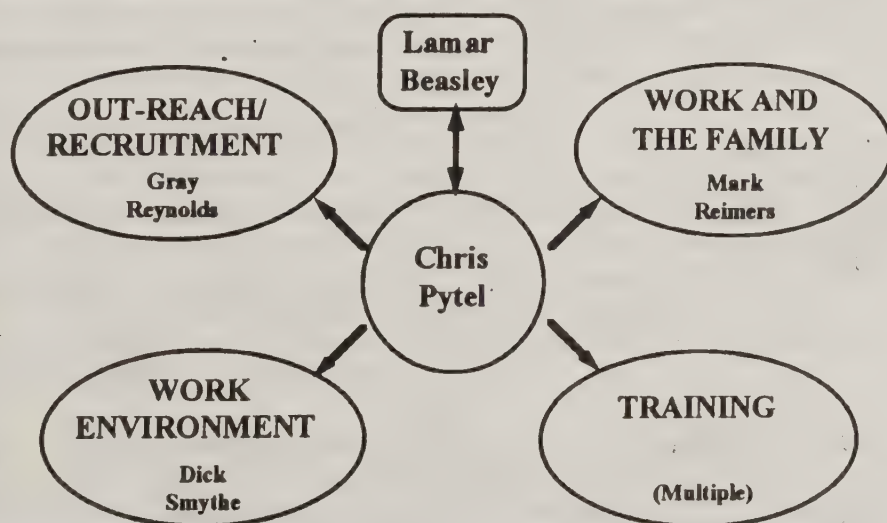 Lamar
Beasley
OUT-REACH/
RECRUITMENT
Gray
Reynolds
WORK AND
THE FAMILY
Mark
Reimers
Chris
Pytel
WORK
ENVIRONMENT
Dick
Smythe
TRAINING
(Multiple)